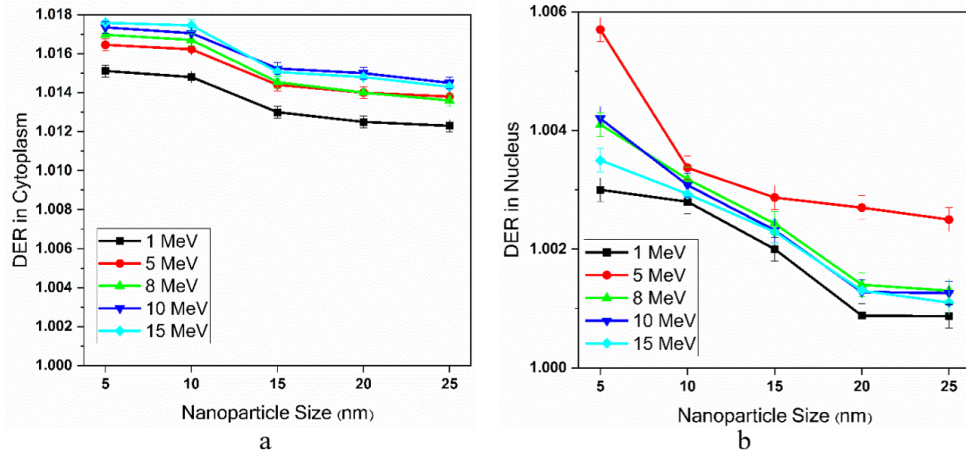 DER in Cytoplasm
1.018
1.016
1.014
1.012
1.010
1.008
1.006
1.004
1.002
1.000
1 MeV
5 MeV
8 MeV
10 MeV
15 MeV
5 10 15 20 25
Nanoparticle Size (nm)
a
DER in Nucleus
1.006
1.004
1.002
1.000
1 MeV
5 MeV
8 MeV
10 MeV
15 MeV
5 10 15 20 25
Nanoparticle Size (nm)
b